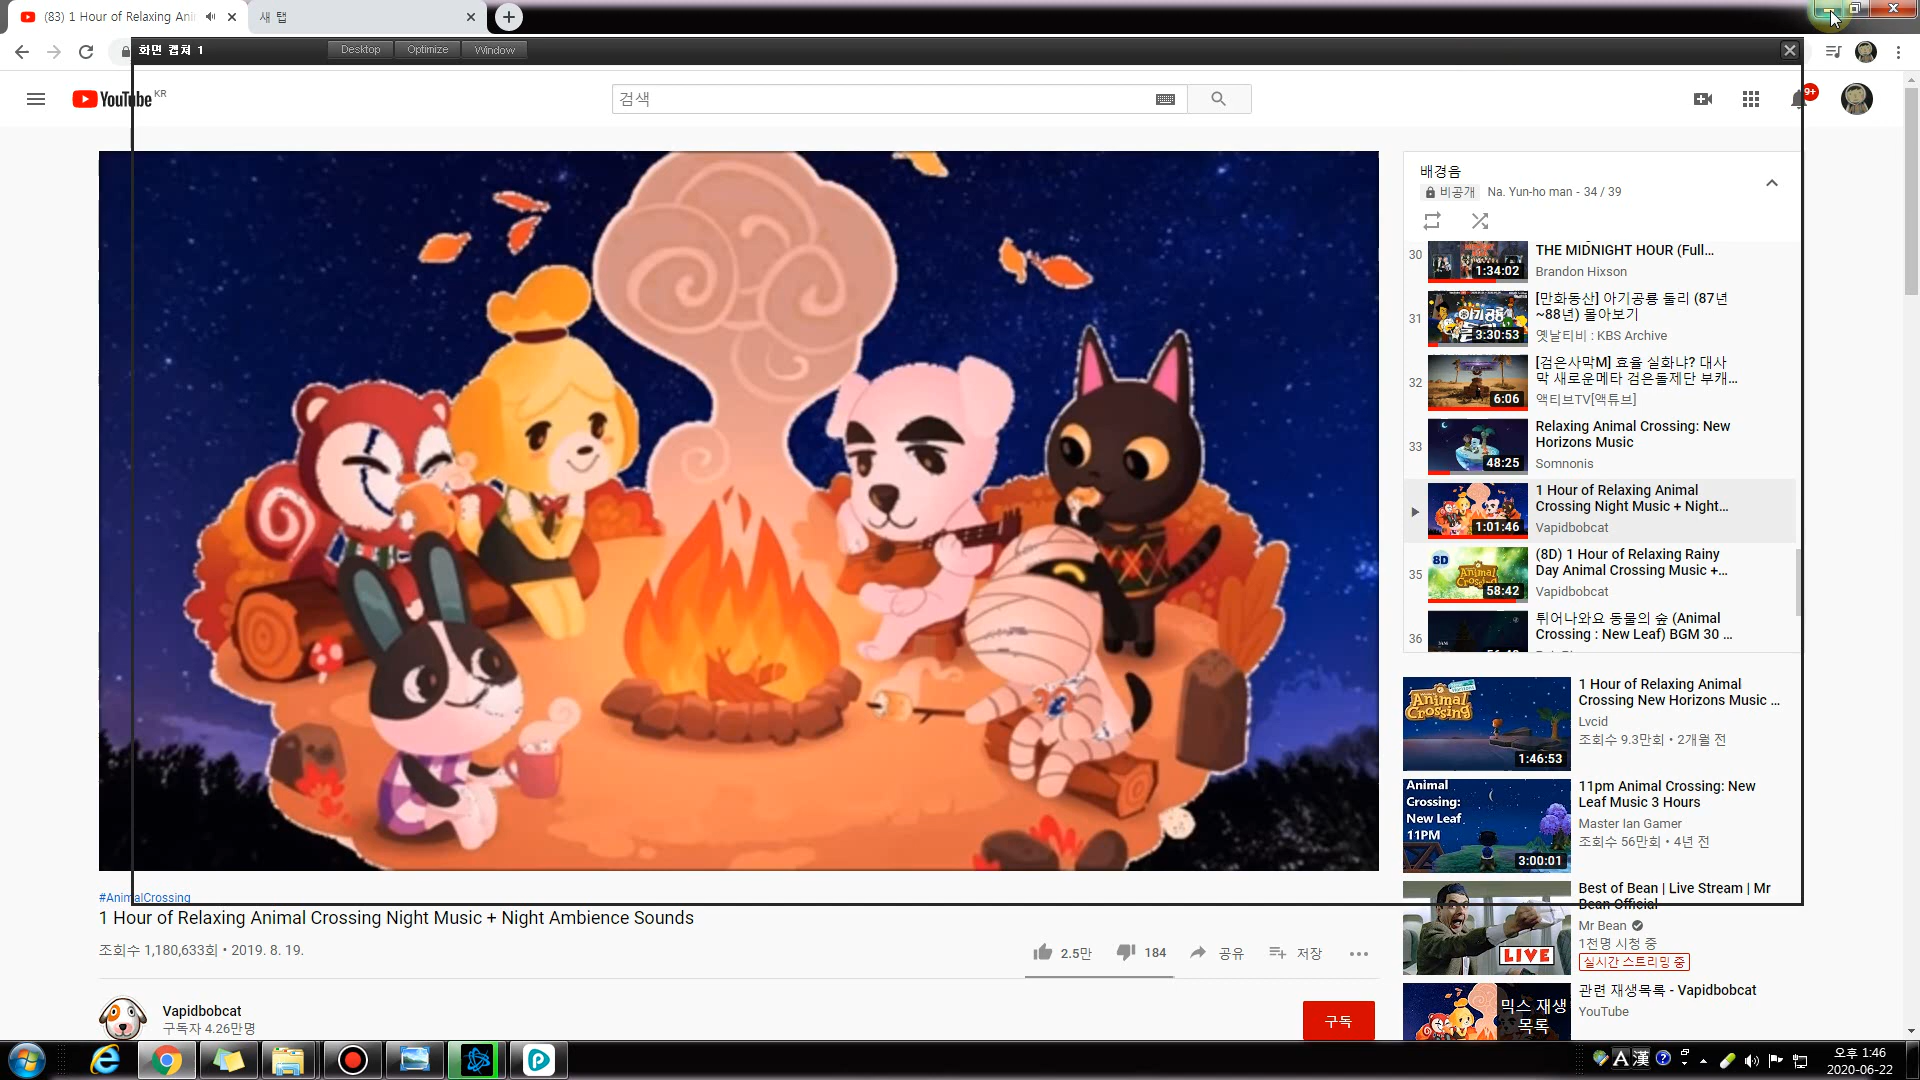 (83) 1 Hour of Relaxing Ani
새 탭
화면 캡쳐 1
Desktop
Optimize
Window
YouTube KR
검색
9+
배경음
비공개
Na. Yun-ho man - 34 / 39
30
1:34:02
THE MIDNIGHT HOUR (Full...
Brandon Hixson
31
3:30:53
[만화동산] 아기공룡 둘리 (87년
~88년) 몰아보기
옛날티비 : KBS Archive
32
6:06
[검은사막M] 효율 실화냐? 대사
막 새로운메타 검은돌제단 부캐...
액티브TV[액튜브]
33
48:25
Relaxing Animal Crossing: New
Horizons Music
Somnonis
1:01:46
1 Hour of Relaxing Animal
Crossing Night Music + Night...
Vapidbobcat
35
8D
Animal
58:42
(8D) 1 Hour of Relaxing Rainy
Day Animal Crossing Music +...
Vapidbobcat
36
튀어나와요 동물의 숲 (Animal
Crossing : New Leaf) BGM 30 ...
Animal
Crossing
1:46:53
1 Hour of Relaxing Animal
Crossing New Horizons Music ...
Lvcid
조회수 9.3만회 • 2개월 전
Animal
Crossing:
New Leaf
11PM
3:00:01
11pm Animal Crossing: New
Leaf Music 3 Hours
Master Ian Gamer
조회수 56만회 • 4년 전
LIVE
Best of Bean | Live Stream | Mr
Bean Official
Mr Bean
1천명 시청 중
실시간 스트리밍 중
믹스 재생
목록
관련 재생목록 - Vapidbobcat
YouTube
#AnimalCrossing
1 Hour of Relaxing Animal Crossing Night Music + Night Ambience Sounds
조회수 1,180,633회 • 2019. 8. 19.
2.5만
184
공유
저장
Vapidbobcat
구독자 4.26만명
구독
A 漢
오후 1:46
2020-06-22